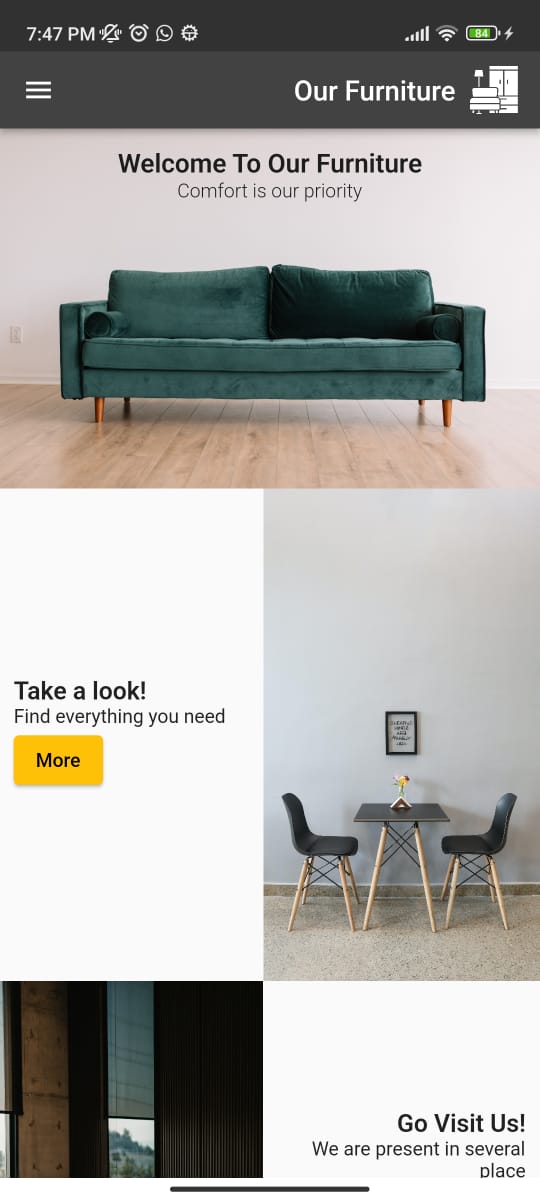 7:47 PM
84
Our Furniture
Welcome To Our Furniture
Comfort is our priority
Take a look!
Find everything you need
More
Go Visit Us!
We are present in several
place